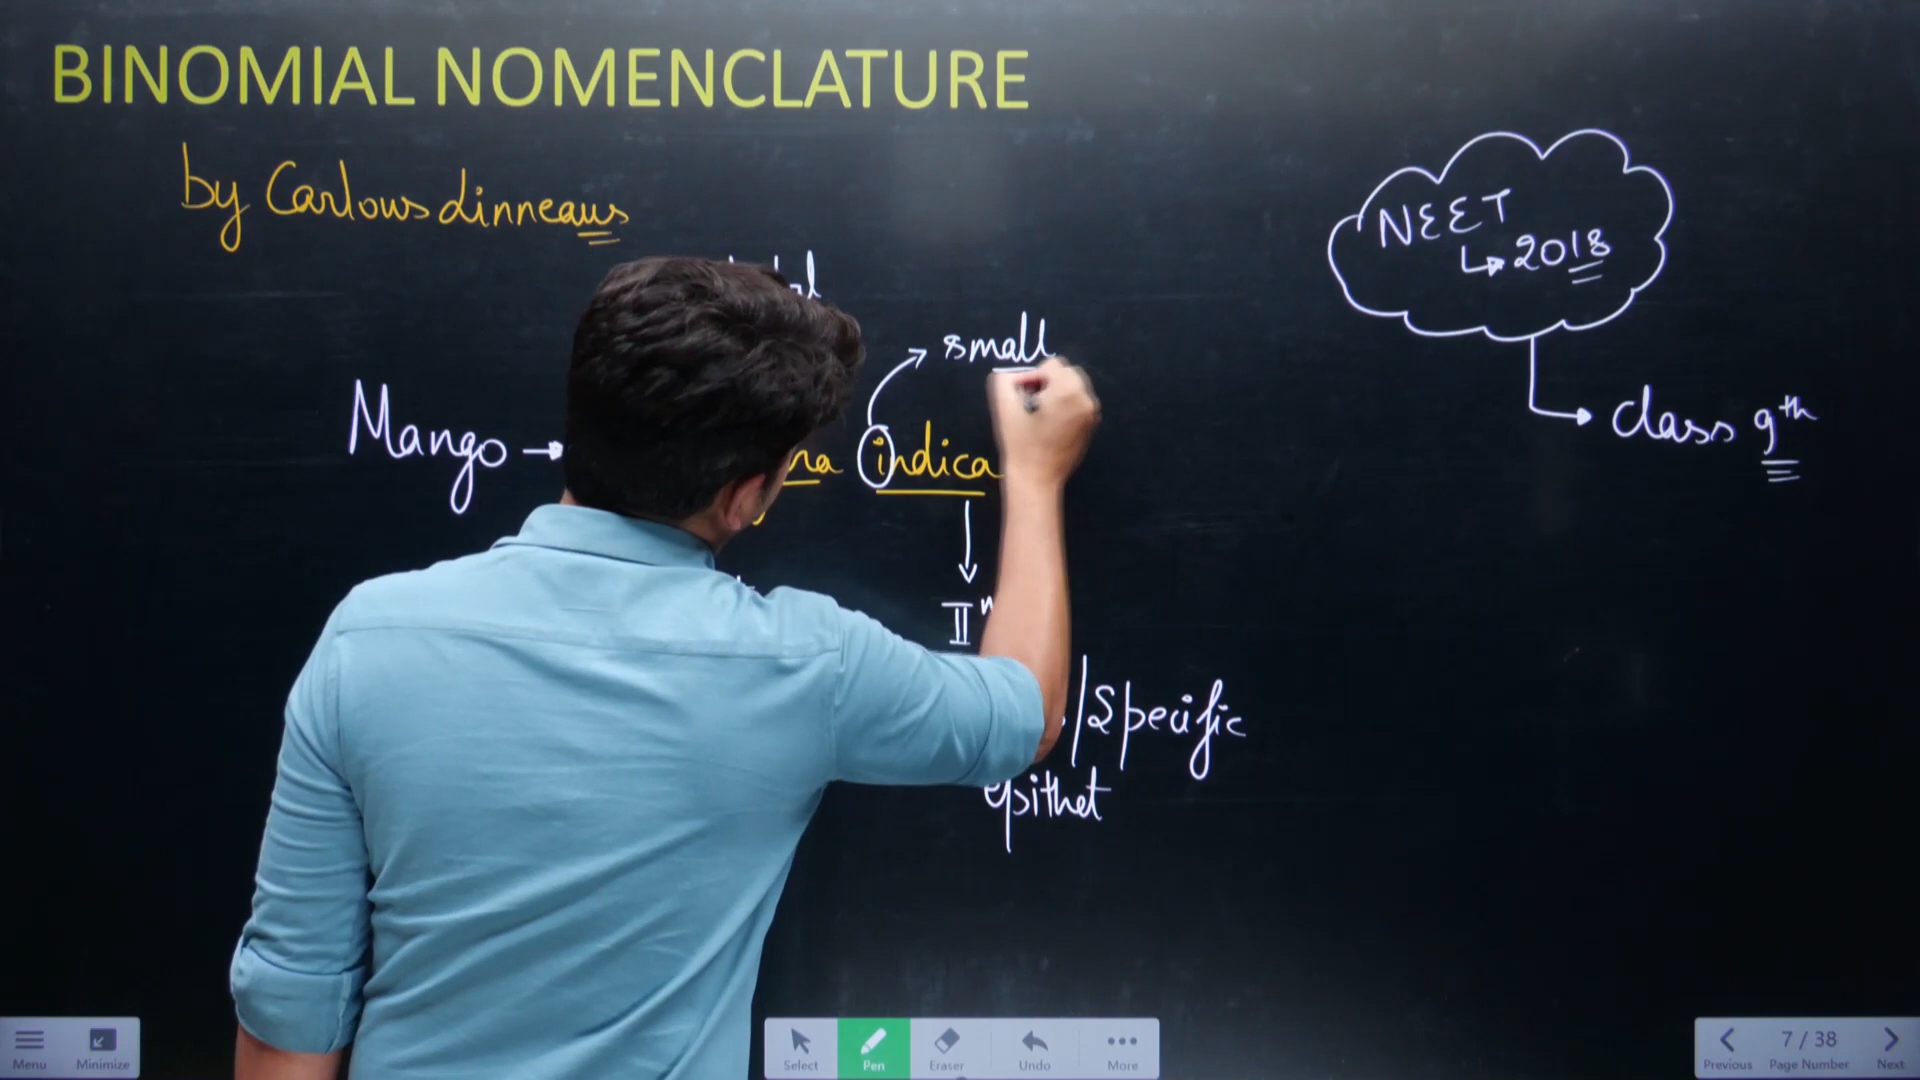 BINOMIAL NOMENCLATURE
by Carlous Linneaus
NEET
2018
small
class 9th
Mango → na indica
II
/Specific
epithet
Menu
Minimize
Select
Pen
Eraser
Undo
More
Previous
7 / 38
Page Number
Next